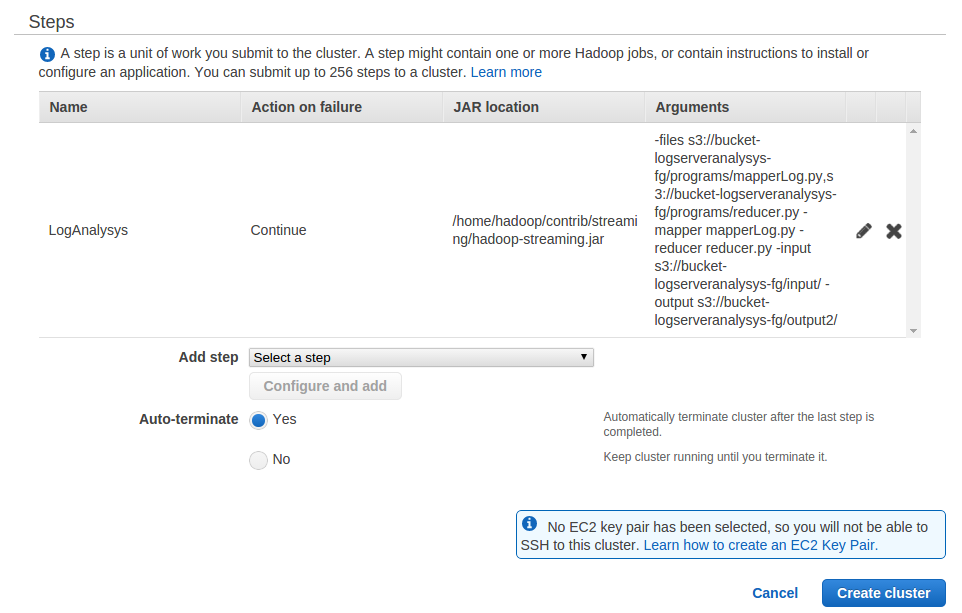 Steps
A step is a unit of work you submit to the cluster. A step might contain one or more Hadoop jobs, or contain instructions to install or
configure an application. You can submit up to 256 steps to a cluster. Learn more
Name Action on failure JAR location Arguments
LogAnalysys
Continue
/home/hadoop/contrib/streami
ng/hadoop-streaming.jar
-files s3://bucket-
logserveranalysys-
fg/programs/mapperLog.py,s
3://bucket-logserveranalysys-
fg/programs/reducer.py -
mapper mapperLog.py -
reducer reducer.py -input
s3://bucket-
logserveranalysys-fg/input/ -
output s3://bucket-
logserveranalysys-fg/output2/
Add step Select a step
Configure and add
Auto-terminate Yes
Automatically terminate cluster after the last step is
completed.
No
Keep cluster running until you terminate it.
No EC2 key pair has been selected, so you will not be able to
SSH to this cluster. Learn how to create an EC2 Key Pair.
Cancel Create cluster